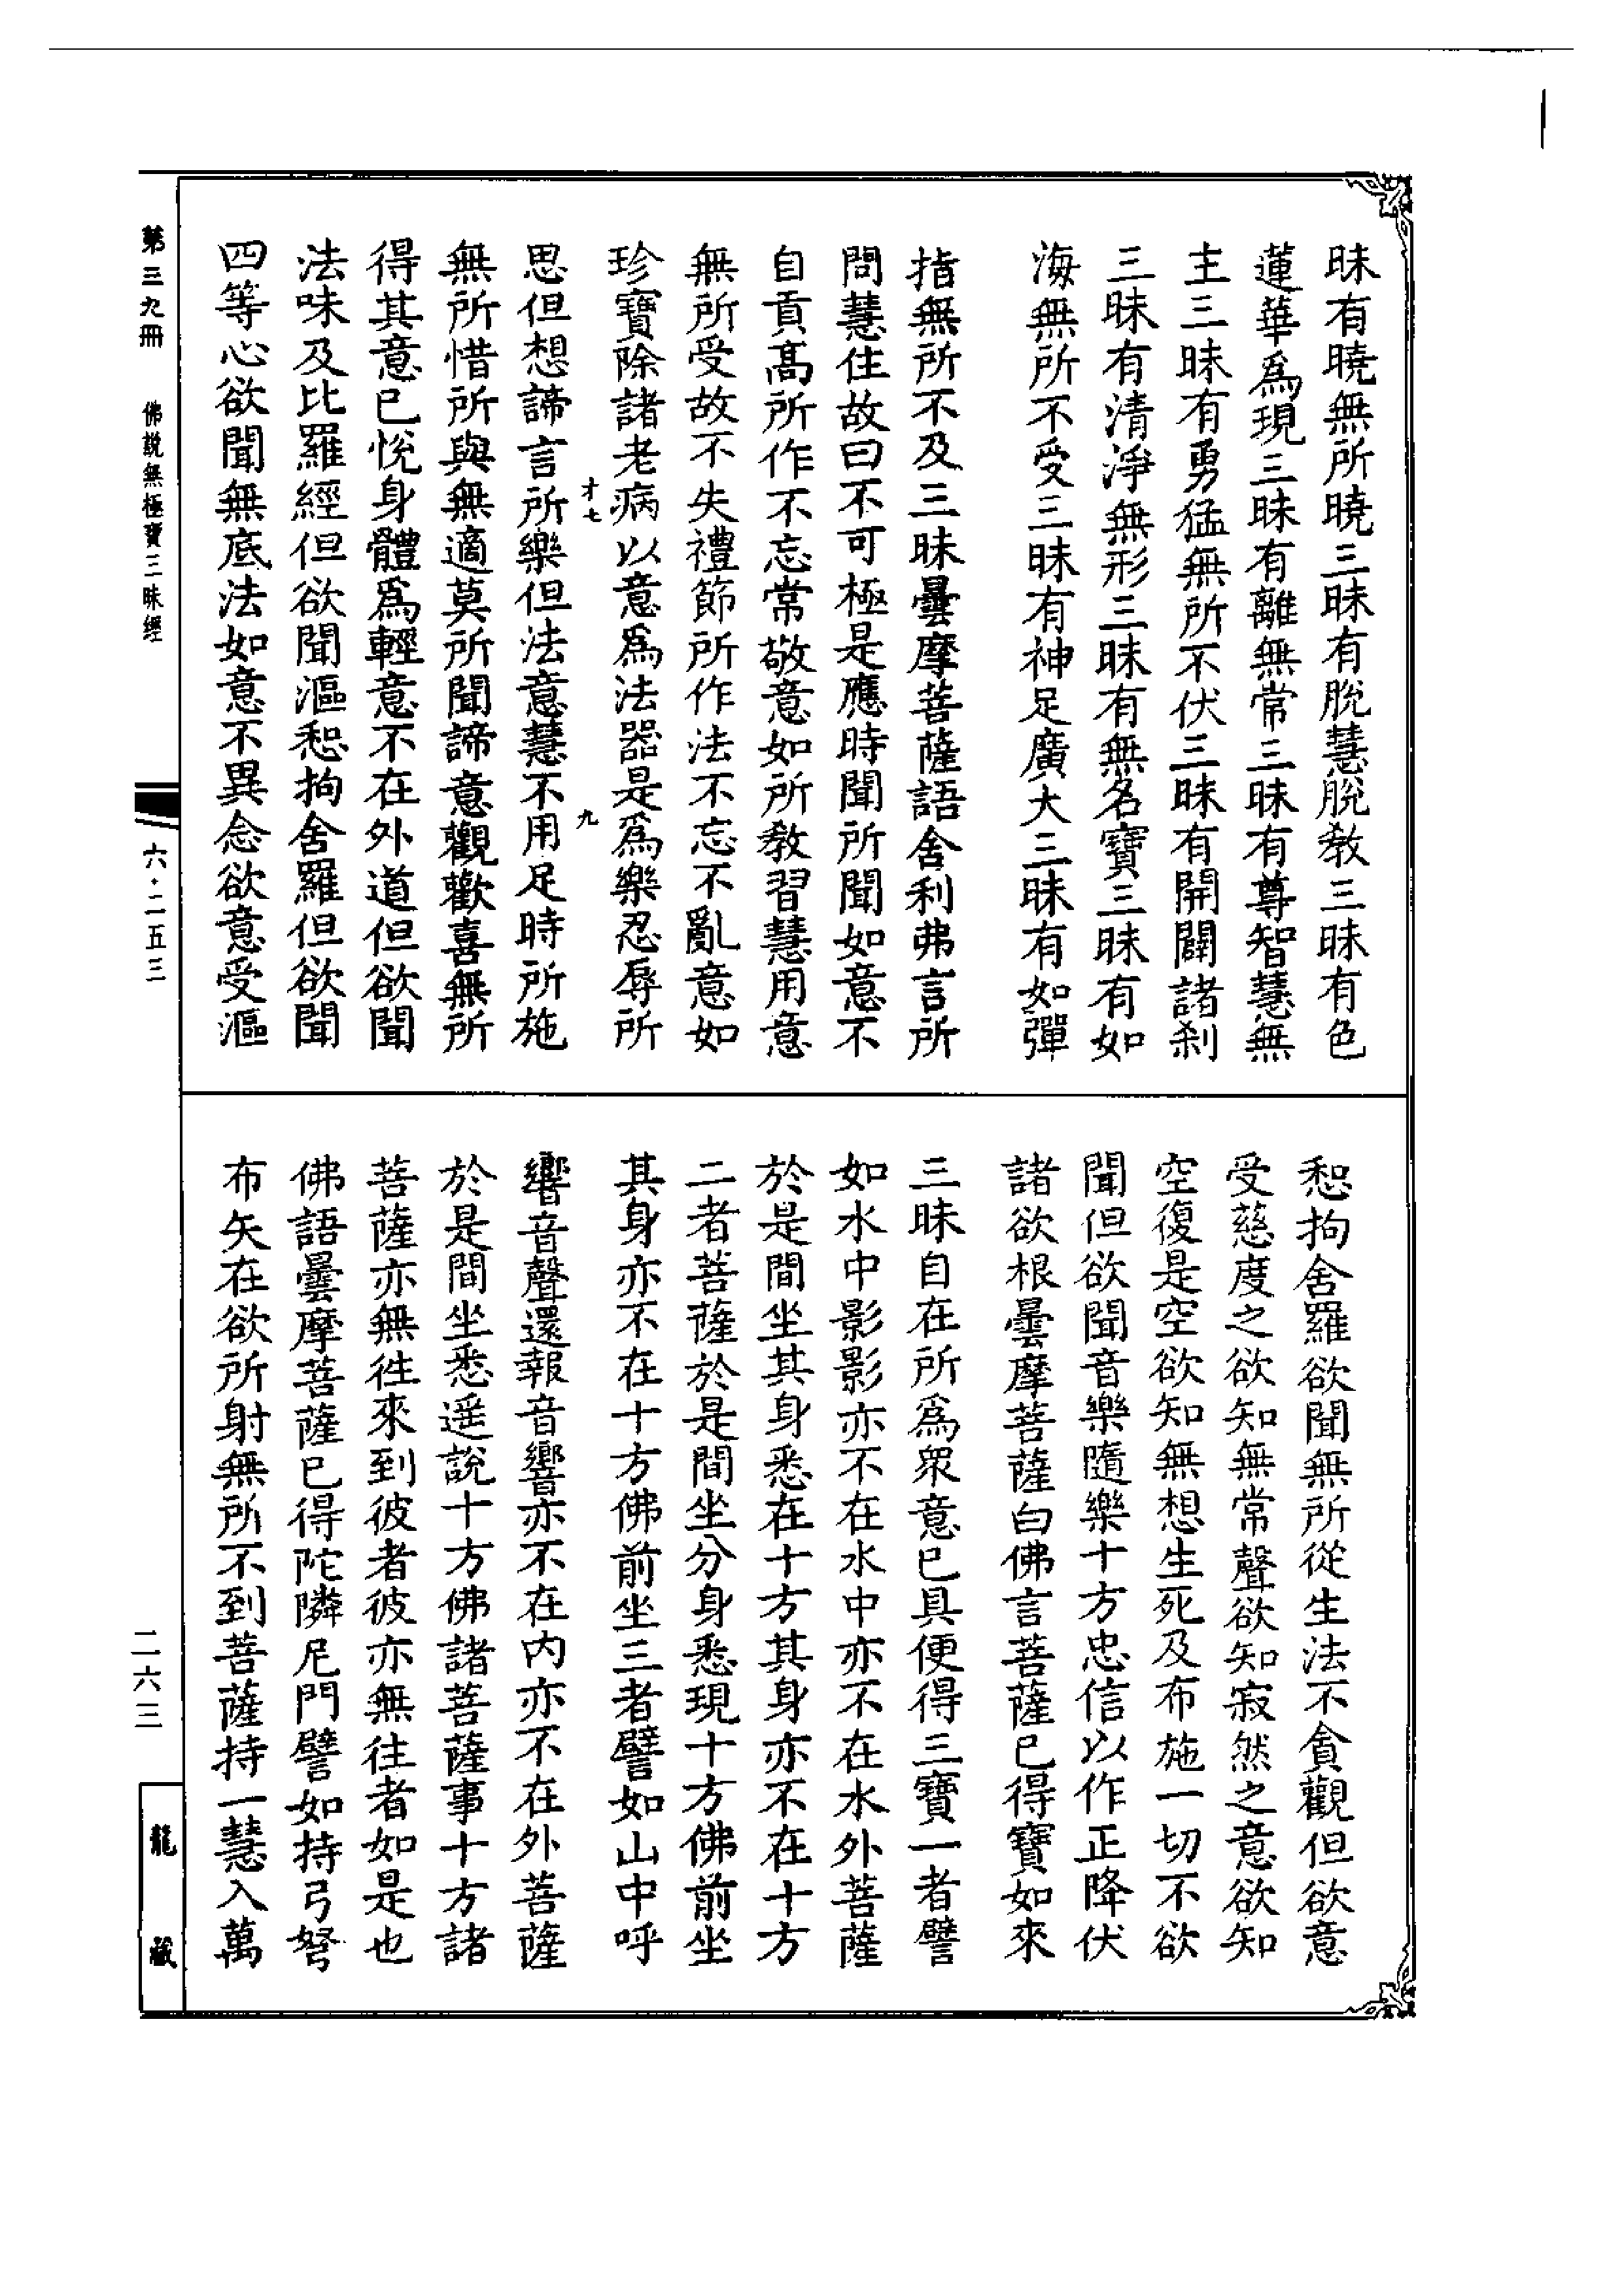 昧有曉無所曉三昧有脫慧脫教三昧有色
蓮華爲現三昧有離無常三昧有尊智慧無
主三昧有勇猛無所不伏三昧有開闢諸刹
三昧有清淨無形三昧有無名寶三昧有如
海無所不受三昧有神足廣大三昧有如彈
指無所不及三昧曇摩菩薩語舍利弗言所
問慧住故曰不可極是應時聞所聞如意不
自貢高所作不忘常敬意如所教習慧用意
無所受故不失禮節所作法不忘不亂意如
珍寶除諸老病以意爲法器是爲樂忍辱所
才七 九
思但想諦言所樂但法意慧不用足時所施
無所惜所與無適莫所聞諦意觀歡喜無所
得其意已悅身體爲輕意不在外道但欲聞
法味及比羅經但欲聞漚惒拘舍羅但欲聞
四等心欲聞無底法如意不異念欲意受漚
惒拘舍羅欲聞無所從生法不貪觀但欲意
受慈度之欲知無常聲欲知寂然之意欲知
空復是空欲知無想生死及布施一切不欲
聞但欲聞音樂隨樂十方忠信以作正降伏
諸欲根曇摩菩薩白佛言菩薩已得寶如來
三昧自在所爲衆意已具便得三寶一者譬
如水中影影亦不在水中亦不在水外菩薩
於是間坐其身悉在十方其身亦不在十方
二者菩薩於是間坐分身悉現十方佛前坐
其身亦不在十方佛前坐三者譬如山中呼
響音聲還報音響亦不在内亦不在外菩薩
於是間坐悉遥說十方佛諸菩薩事十方諸
菩薩亦無徃來到彼者彼亦無往者如是也
佛語曇摩菩薩已得陀隣尼門譬如持弓弩
布矢在欲所射無所不到菩薩持一慧入萬
第三九冊 佛説無極寶三昧經
六·二五三
二六三
龍藏